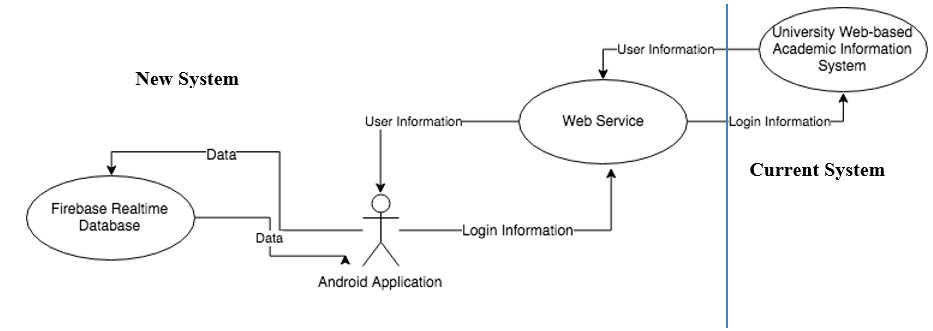 University Web-based
Academic Information
System
User Information
New System
User Information
Web Service
Login Information
Data
Current System
Firebase Realtime
Database
Data
Login Information
Android Application